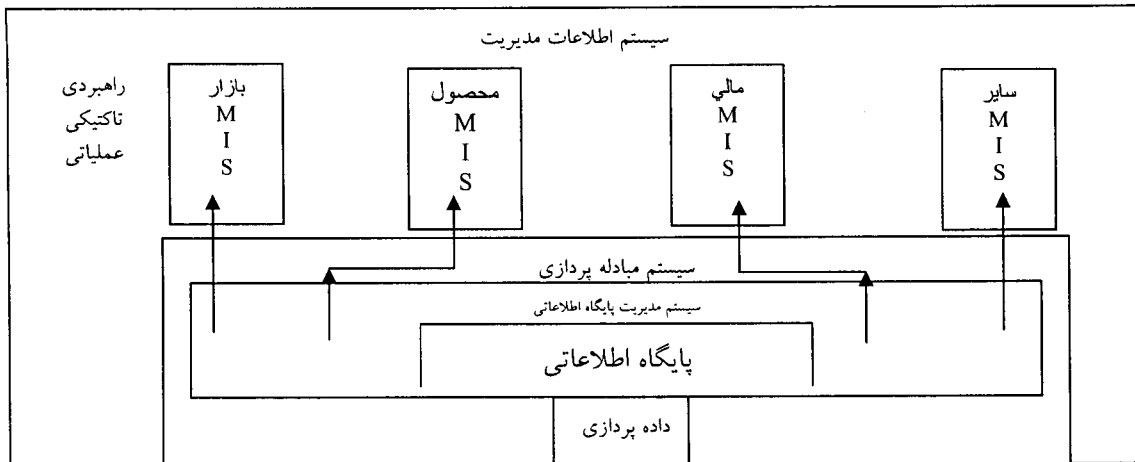 سیستم اطلاعات مدیریت
راهبردی
تاکتیکی
عملیاتی
سایر
M
I
S
مالي
M
I
S
محصول
M
I
S
بازار
M
I
S
سیستم مبادله پردازی
سیستم مدیریت پایگاه اطلاعاتی
پایگاه اطلاعاتی
داده پردازی